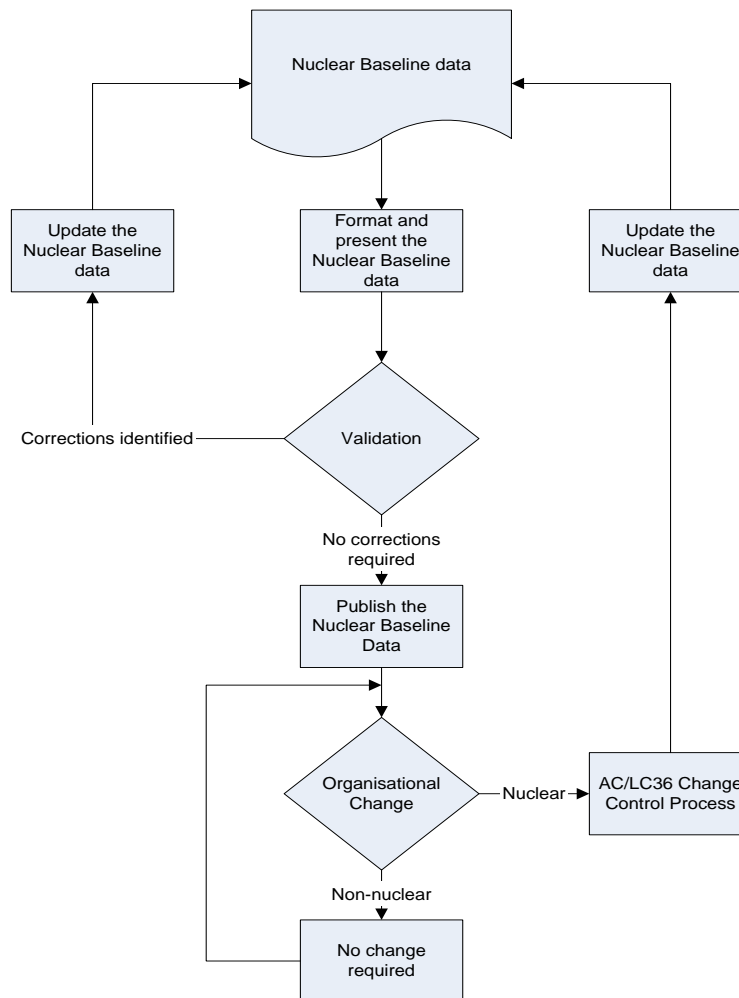 Nuclear Baseline data
Update the
Nuclear Baseline
data
Format and
present the
Nuclear Baseline
data
Update the
Nuclear Baseline
data
Corrections identified
Validation
No corrections
required
Publish the
Nuclear Baseline
Data
Organisational
Change
Nuclear
AC/LC36 Change
Control Process
Non-nuclear
No change
required